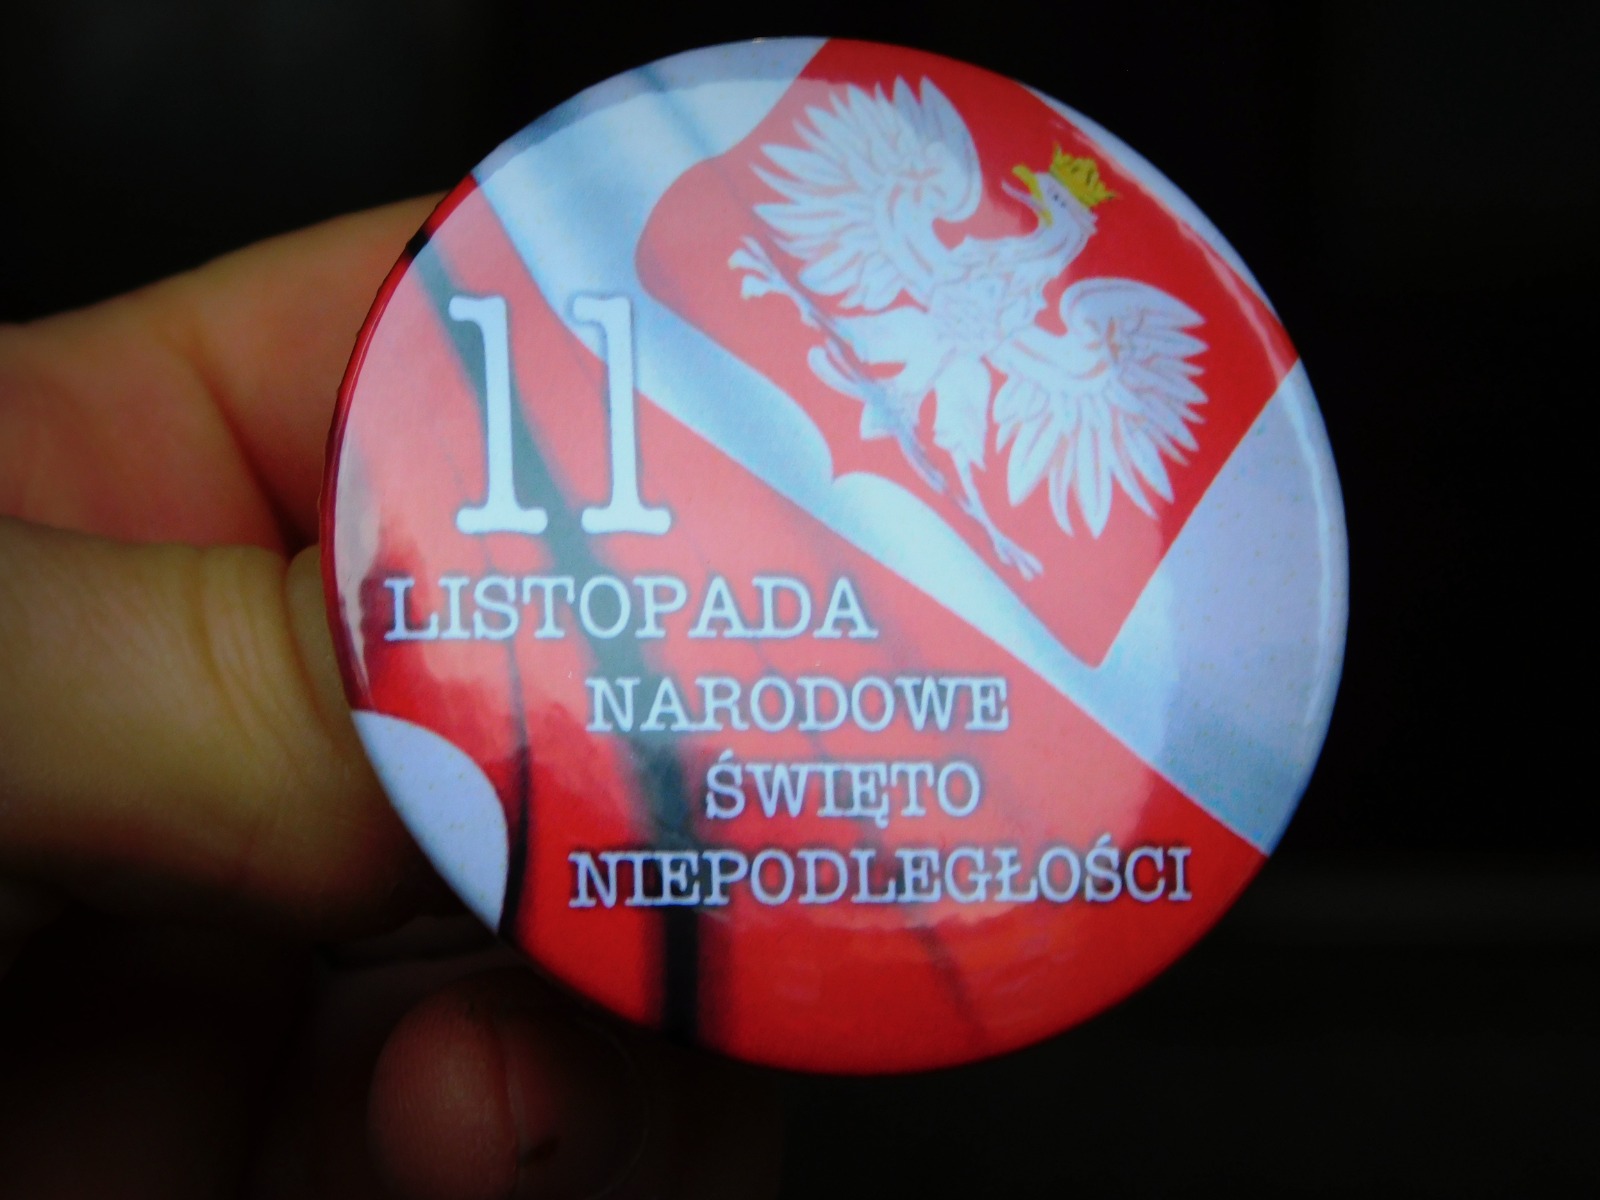 11
LISTOPADA
NARODOWE
ŚWIĘTO
NIEPODLEGŁOŚCI